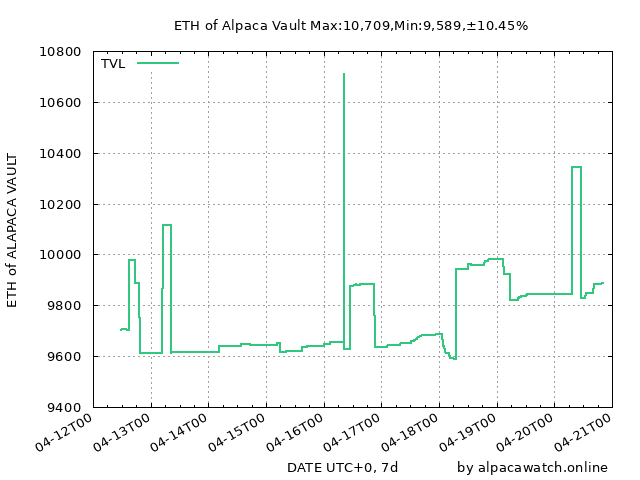 ETH of Alpaca Vault Max:10,709,Min:9,589,±10.45%
TVL
ETH of ALAPACA VAULT
10800
10600
10400
10200
10000
9800
9600
9400
04-12T00
04-13T00
04-14T00
04-15T00
04-16T00
04-17T00
04-18T00
04-19T00
04-20T00
04-21T00
DATE UTC+0, 7d
by alpacawatch.online